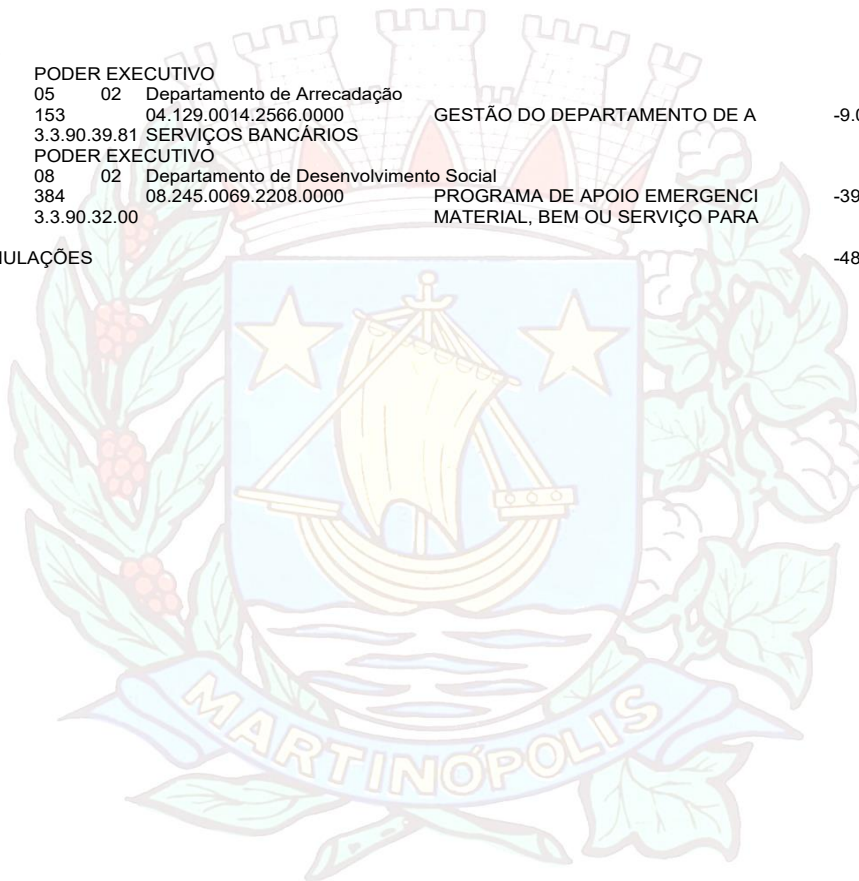 PODER EXECUTIVO
05 02 Departamento de Arrecadação
153 04.129.0014.2566.0000 GESTÃO DO DEPARTAMENTO DE A -9.0
3.3.90.39.81 SERVIÇOS BANCÁRIOS
PODER EXECUTIVO
08 02 Departamento de Desenvolvimento Social
384 08.245.0069.2208.0000 PROGRAMA DE APOIO EMERGENCI -39
3.3.90.32.00 MATERIAL, BEM OU SERVIÇO PARA
ULAÇÕES -48
MARTINÓPOLIS